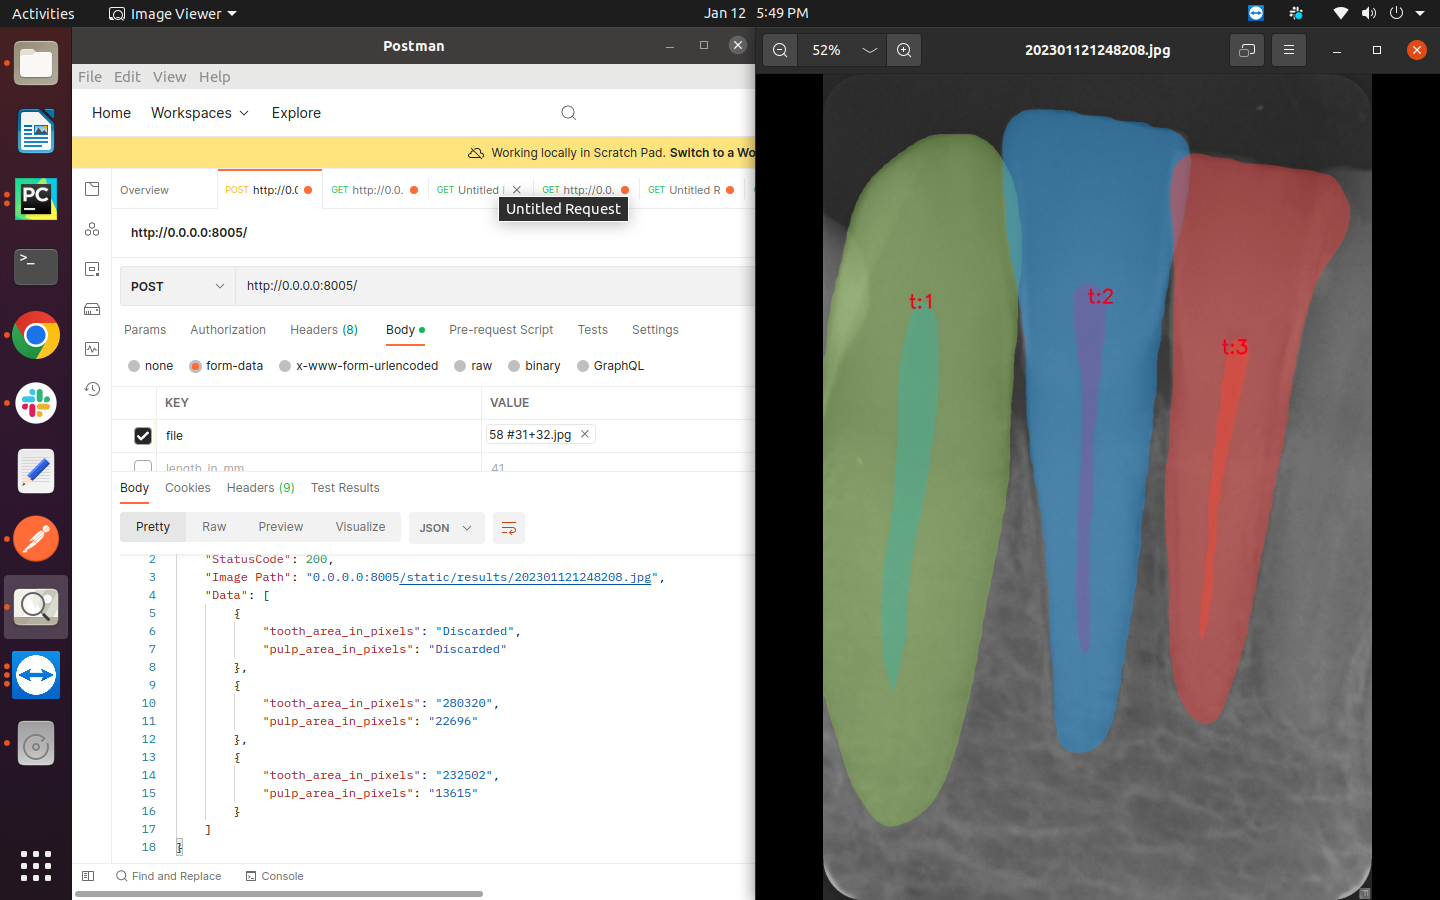 Activities
Image Viewer
Jan 12 5:49 PM
Postman
File Edit View Help
Home Workspaces Explore
Working locally in Scratch Pad. Switch to a Wo
Overview
POST http://0.0
GET http://0.0.
GET Untitled
GET http://0.0.
GET Untitled R
Untitled Request
http://0.0.0.0:8005/
POST http://0.0.0.0:8005/
Params Authorization Headers (8) Body Pre-request Script Tests Settings
none form-data x-www-form-urlencoded raw binary GraphQL
KEY VALUE
file 58 #31+32.jpg
length_in_mm 41
Body Cookies Headers (9) Test Results
Pretty Raw Preview Visualize JSON
2 "StatusCode": 200,
3 "Image Path": "0.0.0.0:8005/static/results/202301121248208.jpg",
4 "Data": [
5 {
6 "tooth_area_in_pixels": "Discarded",
7 "pulp_area_in_pixels": "Discarded"
8 },
9 {
10 "tooth_area_in_pixels": "280320",
11 "pulp_area_in_pixels": "22696"
12 },
13 {
14 "tooth_area_in_pixels": "232502",
15 "pulp_area_in_pixels": "13615"
16 }
17 ]
18 }
Find and Replace Console
PC
52%
202301121248208.jpg
t:1
t:2
t:3